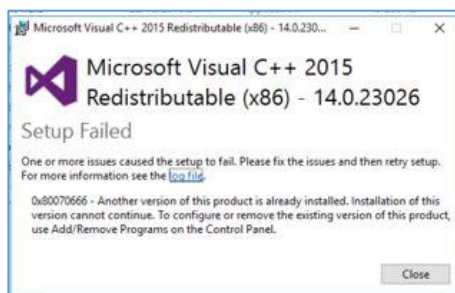 Microsoft Visual C++ 2015 Redistributable (x86) - 14.0.230...
Microsoft Visual C++ 2015
Redistributable (x86) - 14.0.23026
Setup Failed
One or more issues caused the setup to fail. Please fix the issues and then retry setup.
For more information see the log file.
0x80070666 - Another version of this product is already installed. Installation of this
version cannot continue. To configure or remove the existing version of this product,
use Add/Remove Programs on the Control Panel.
Close